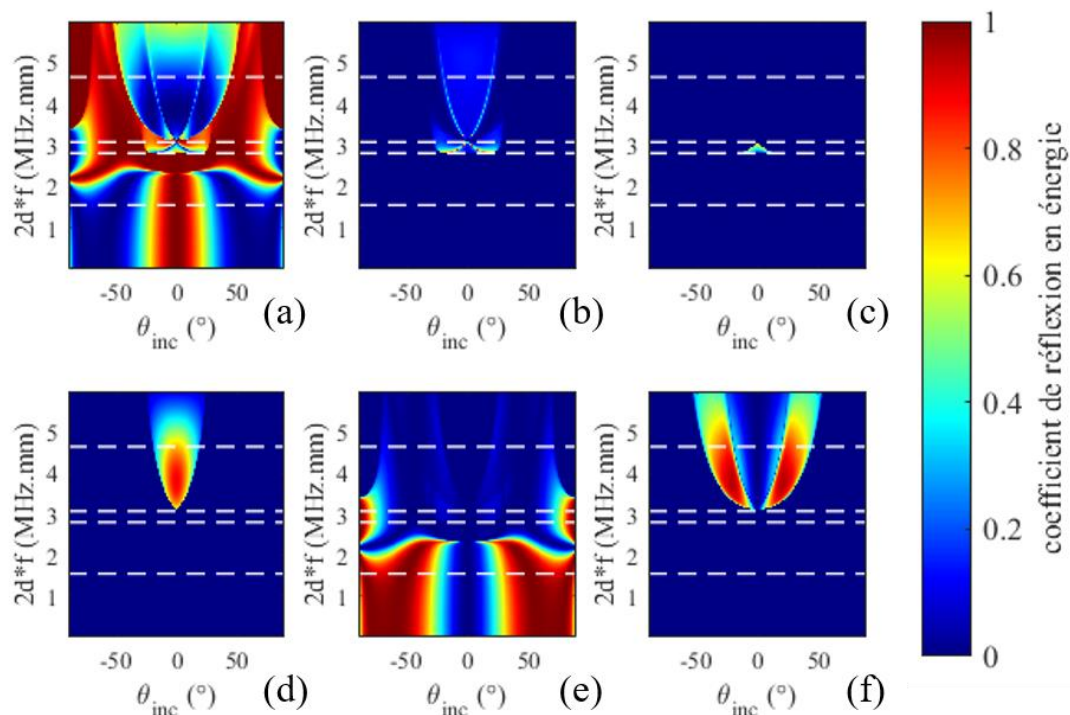 2d*f (MHz.mm)
5
4
3
2
1
-50 0 50
θinc (°)
(a)
2d*f (MHz.mm)
5
4
3
2
1
-50 0 50
θinc (°)
(b)
2d*f (MHz.mm)
5
4
3
2
1
-50 0 50
θinc (°)
(c)
2d*f (MHz.mm)
5
4
3
2
1
-50 0 50
θinc (°)
(d)
2d*f (MHz.mm)
5
4
3
2
1
-50 0 50
θinc (°)
(e)
2d*f (MHz.mm)
5
4
3
2
1
-50 0 50
θinc (°)
(f)
1
0.8
0.6
0.4
0.2
0
coefficient de réflexion en énergie